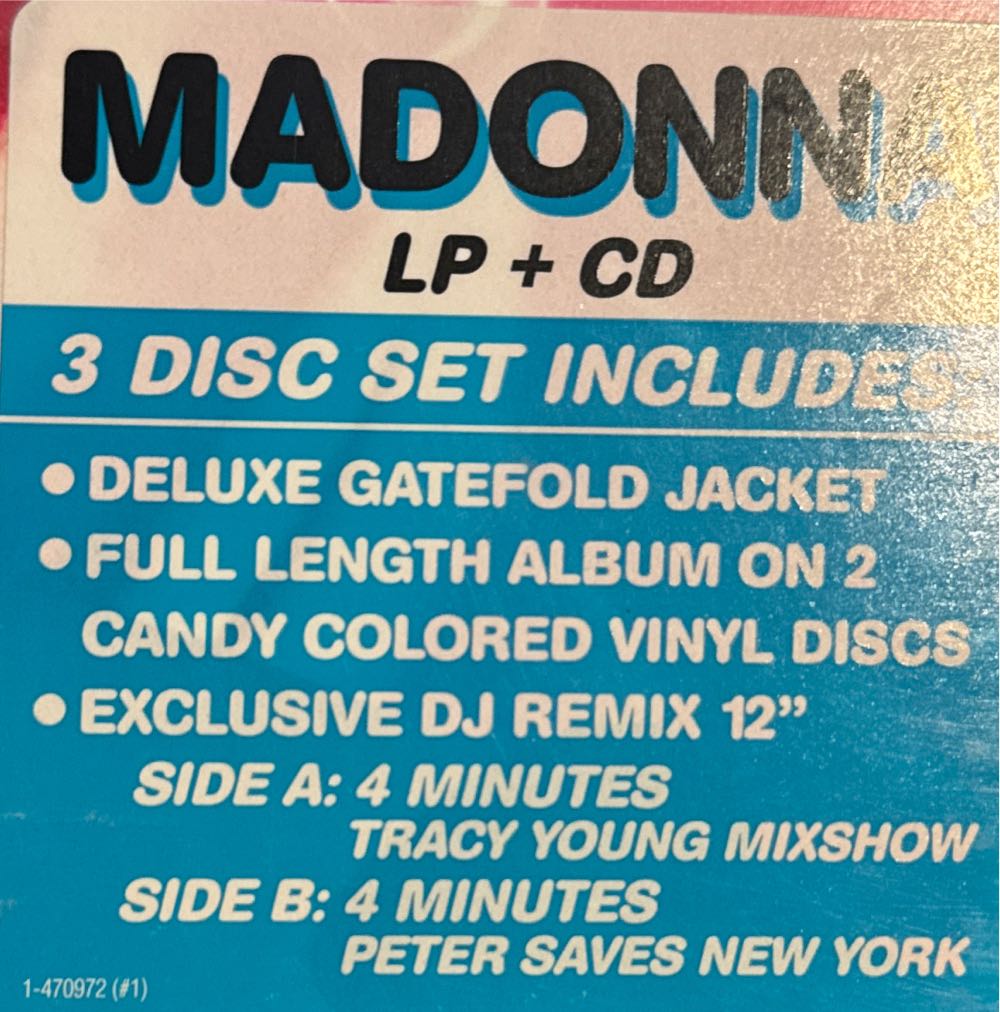 MADONNA
LP + CD
3 DISC SET INCLUDES:
• DELUXE GATEFOLD JACKET
• FULL LENGTH ALBUM ON 2
CANDY COLORED VINYL DISCS
• EXCLUSIVE DJ REMIX 12”
SIDE A: 4 MINUTES
TRACY YOUNG MIXSHOW
SIDE B: 4 MINUTES
PETER SAVES NEW YORK
1-470972 (#1)